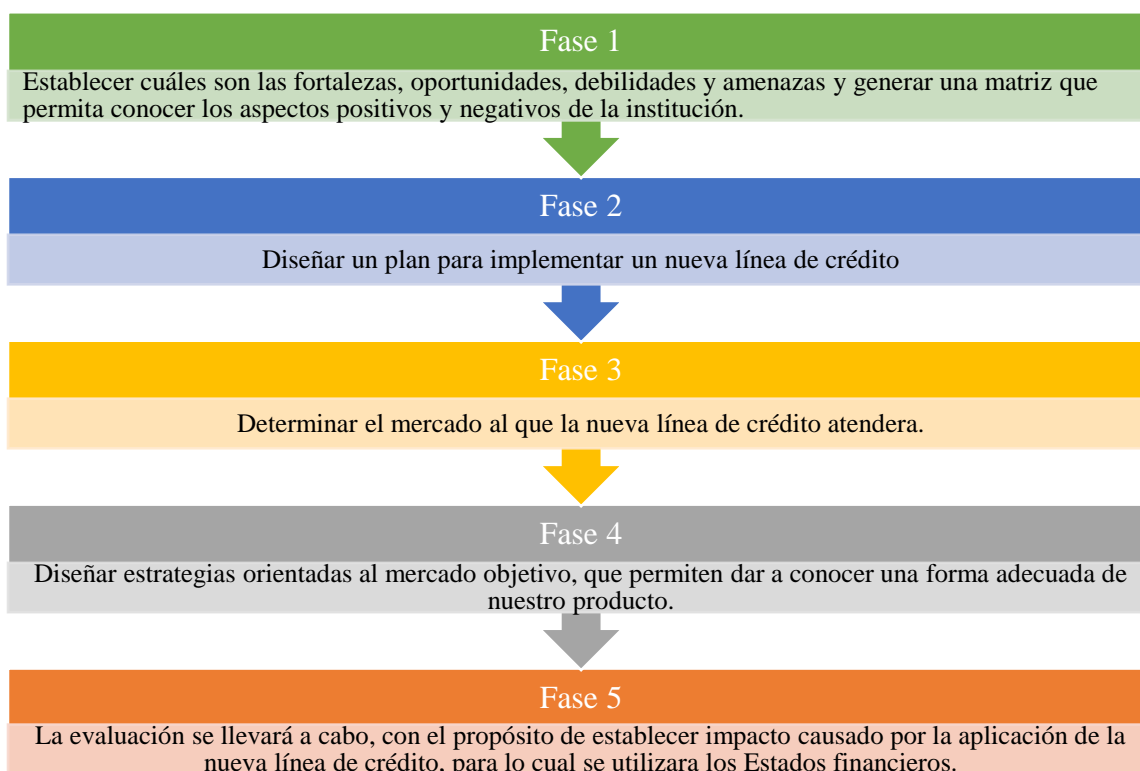 Fase 1
Establecer cuáles son las fortalezas, oportunidades, debilidades y amenazas y generar una matriz que
permita conocer los aspectos positivos y negativos de la institución.
Fase 2
Diseñar un plan para implementar un nueva línea de crédito
Fase 3
Determinar el mercado al que la nueva línea de crédito atendera.
Fase 4
Diseñar estrategias orientadas al mercado objetivo, que permiten dar a conocer una forma adecuada de
nuestro producto.
Fase 5
La evaluación se llevará a cabo, con el propósito de establecer impacto causado por la aplicación de la
nueva línea de crédito, para lo cual se utilizara los Estados financieros.